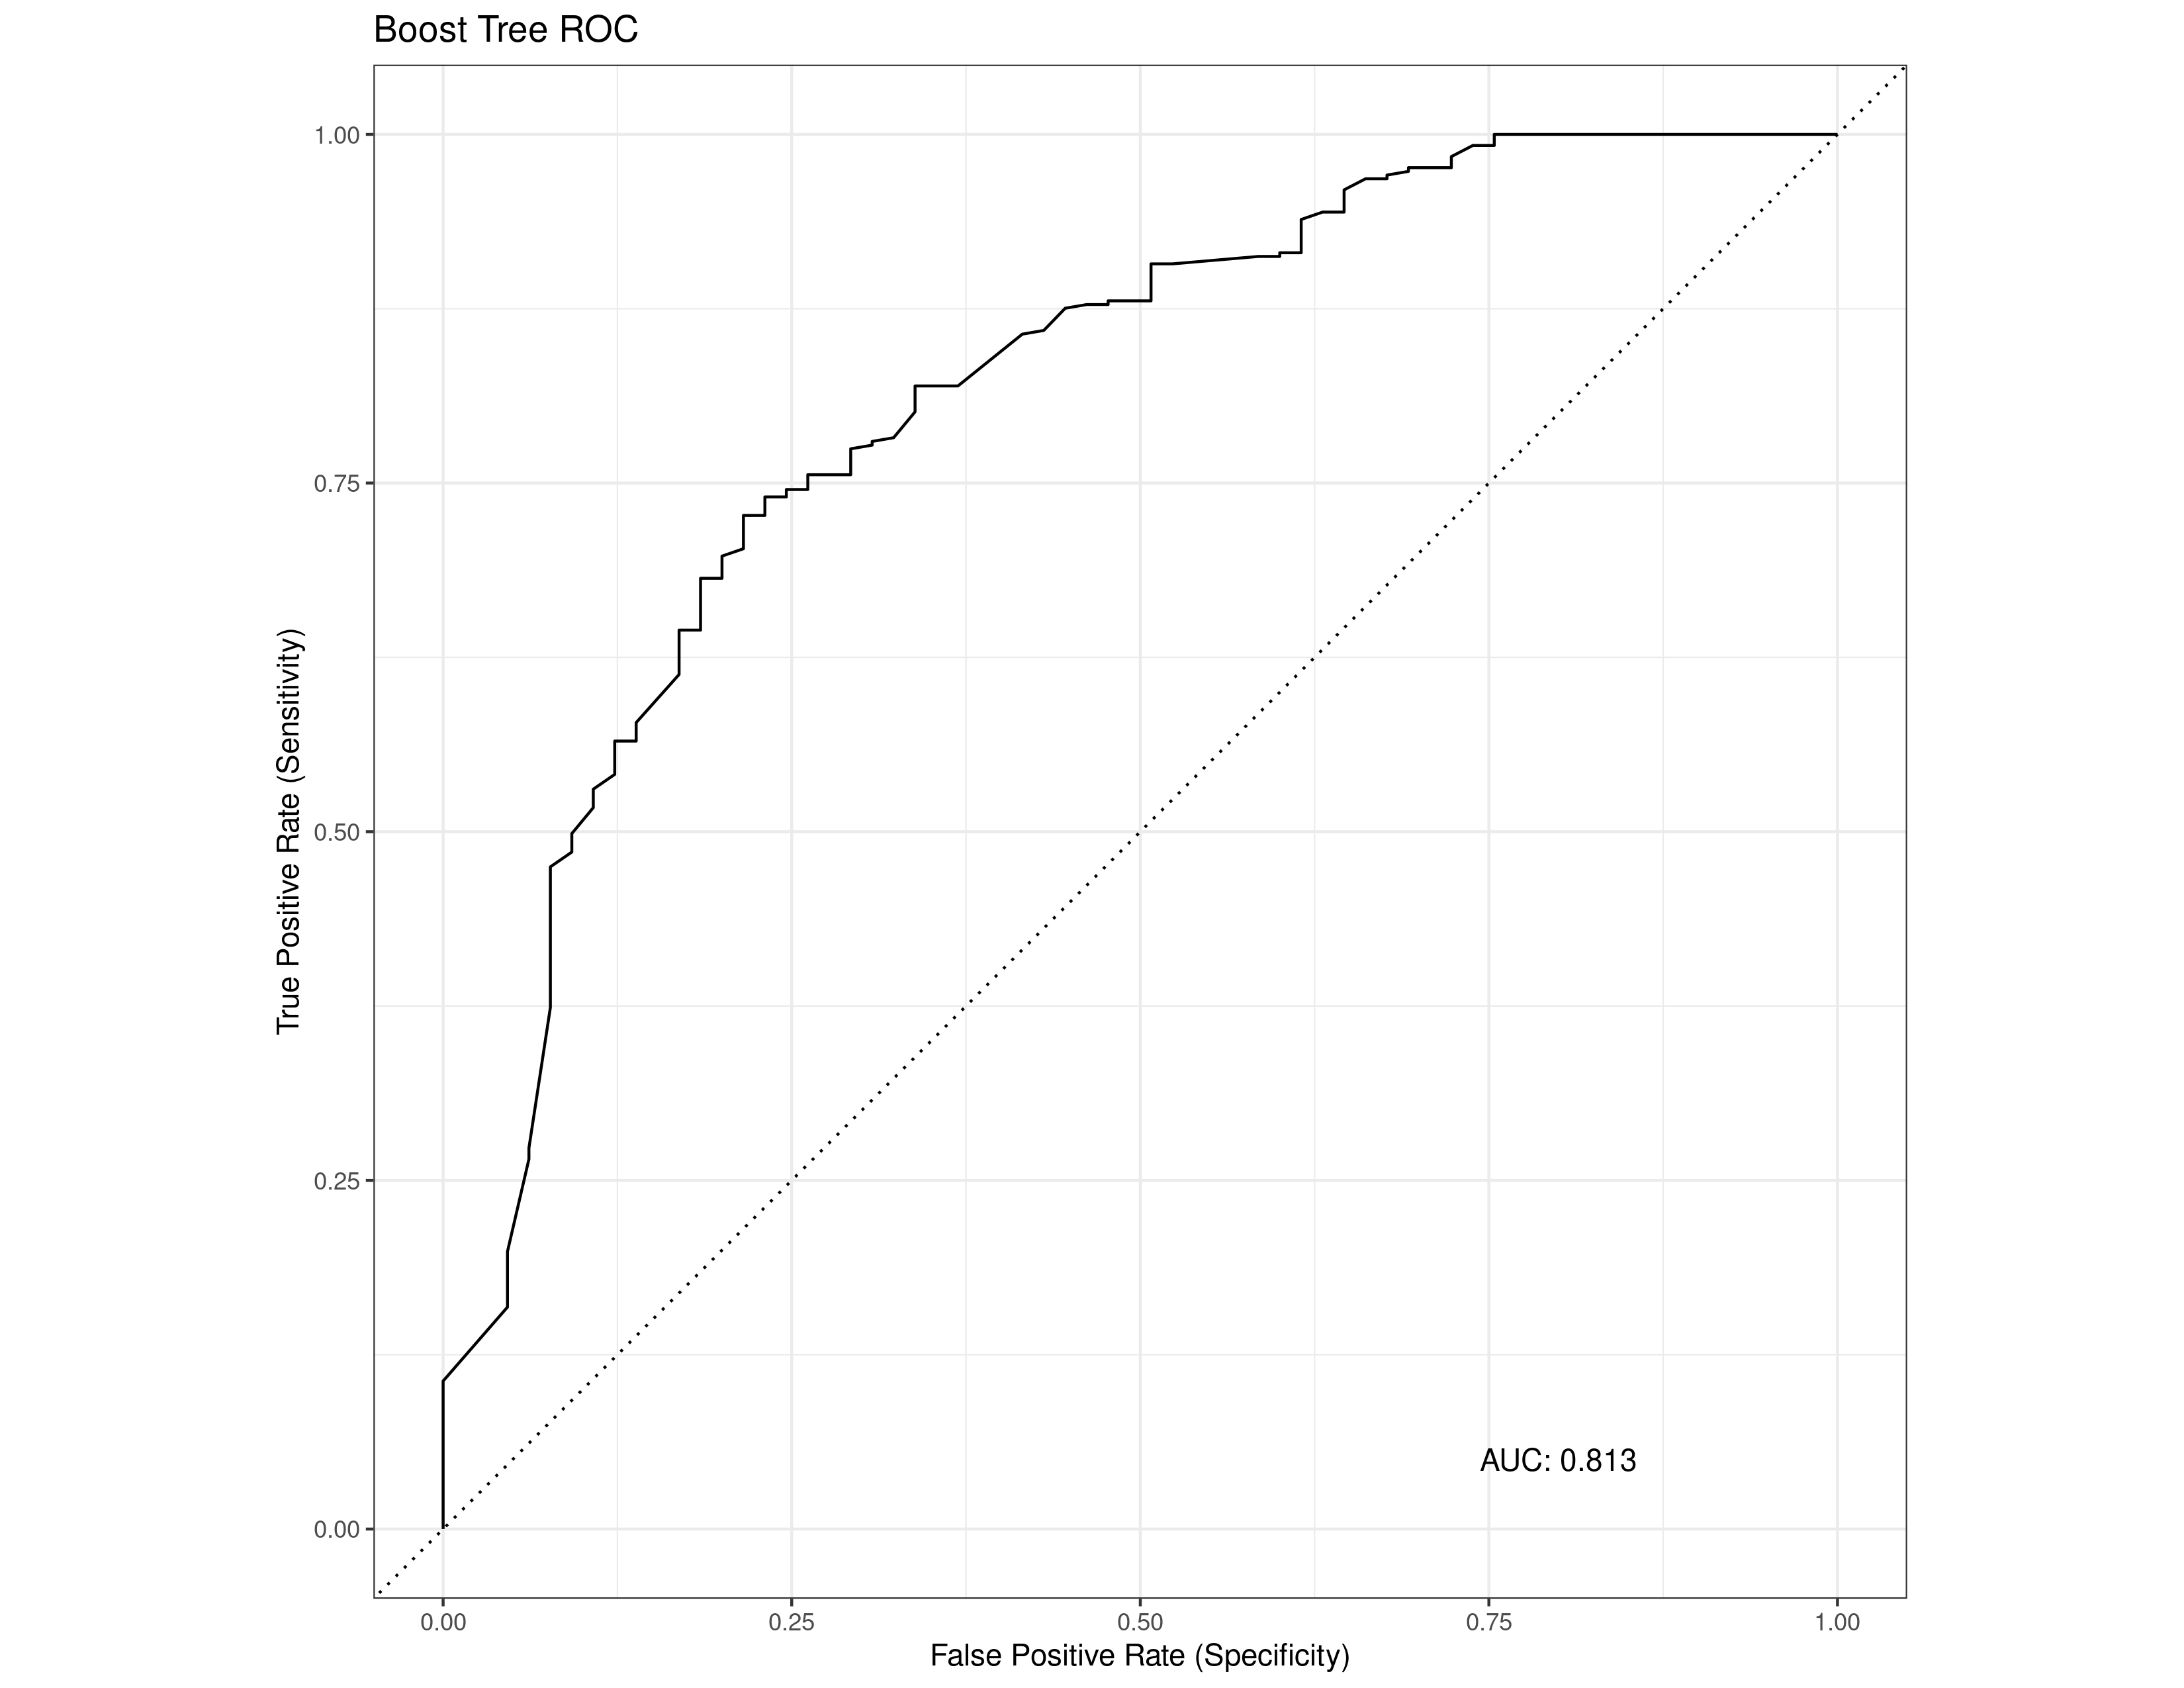 Boost Tree ROC
1.00
0.75
0.50
0.25
0.00
True Positive Rate (Sensitivity)
AUC: 0.813
0.00 0.25 0.50 0.75 1.00
False Positive Rate (Specificity)